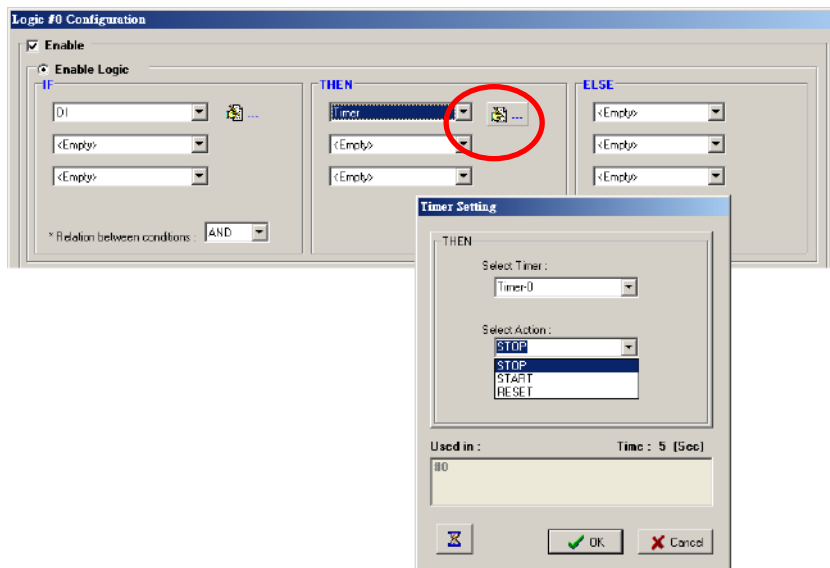 Logic #0 Configuration
Enable
Enable Logic
IF
THEN
ELSE
DI
...
Timer
...
<Empty>
<Empty>
<Empty>
<Empty>
<Empty>
<Empty>
<Empty>
* Relation between conditions : AND
Timer Setting
THEN
Select Timer :
Timer-0
Select Action :
STOP
STOP
START
RESET
Used in :
Time : 5 (Sec)
#0
OK
Cancel